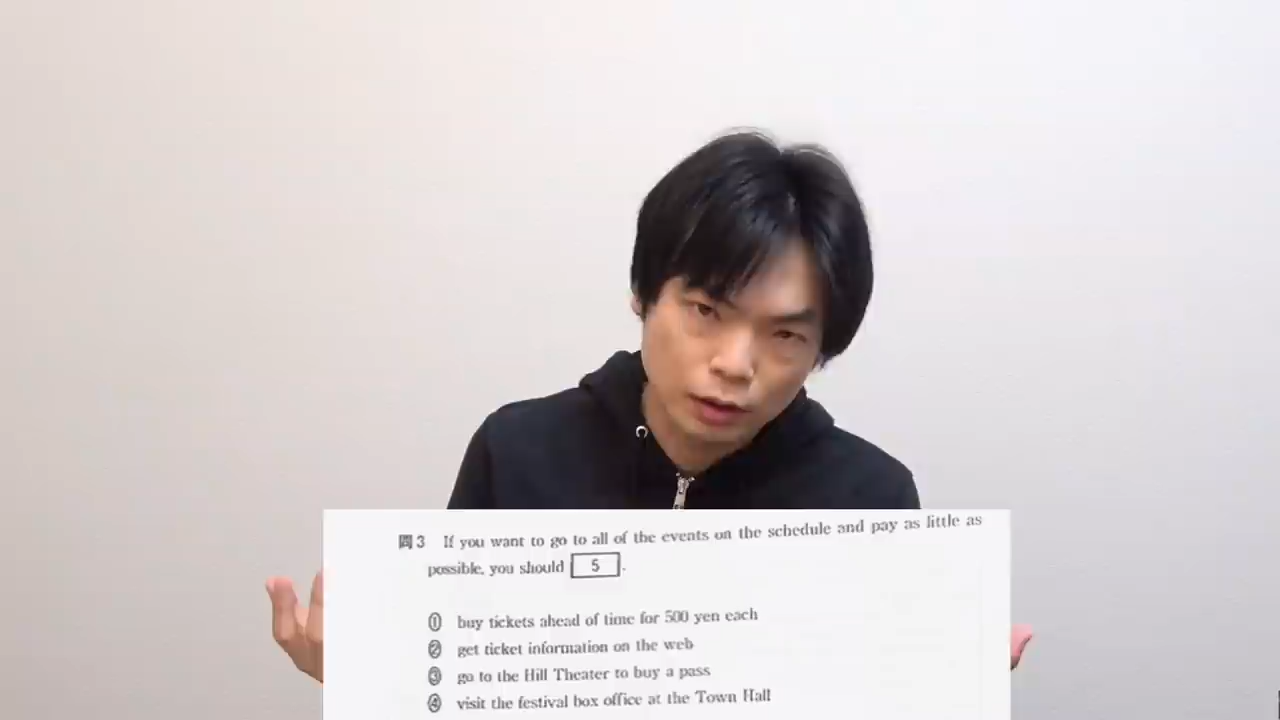 問3 If you want to go to all of the events on the schedule and pay as little as
possible, you should 5 .
① buy tickets ahead of time for 500 yen each
② get ticket information on the web
③ go to the Hill Theater to buy a pass
④ visit the festival box office at the Town Hall